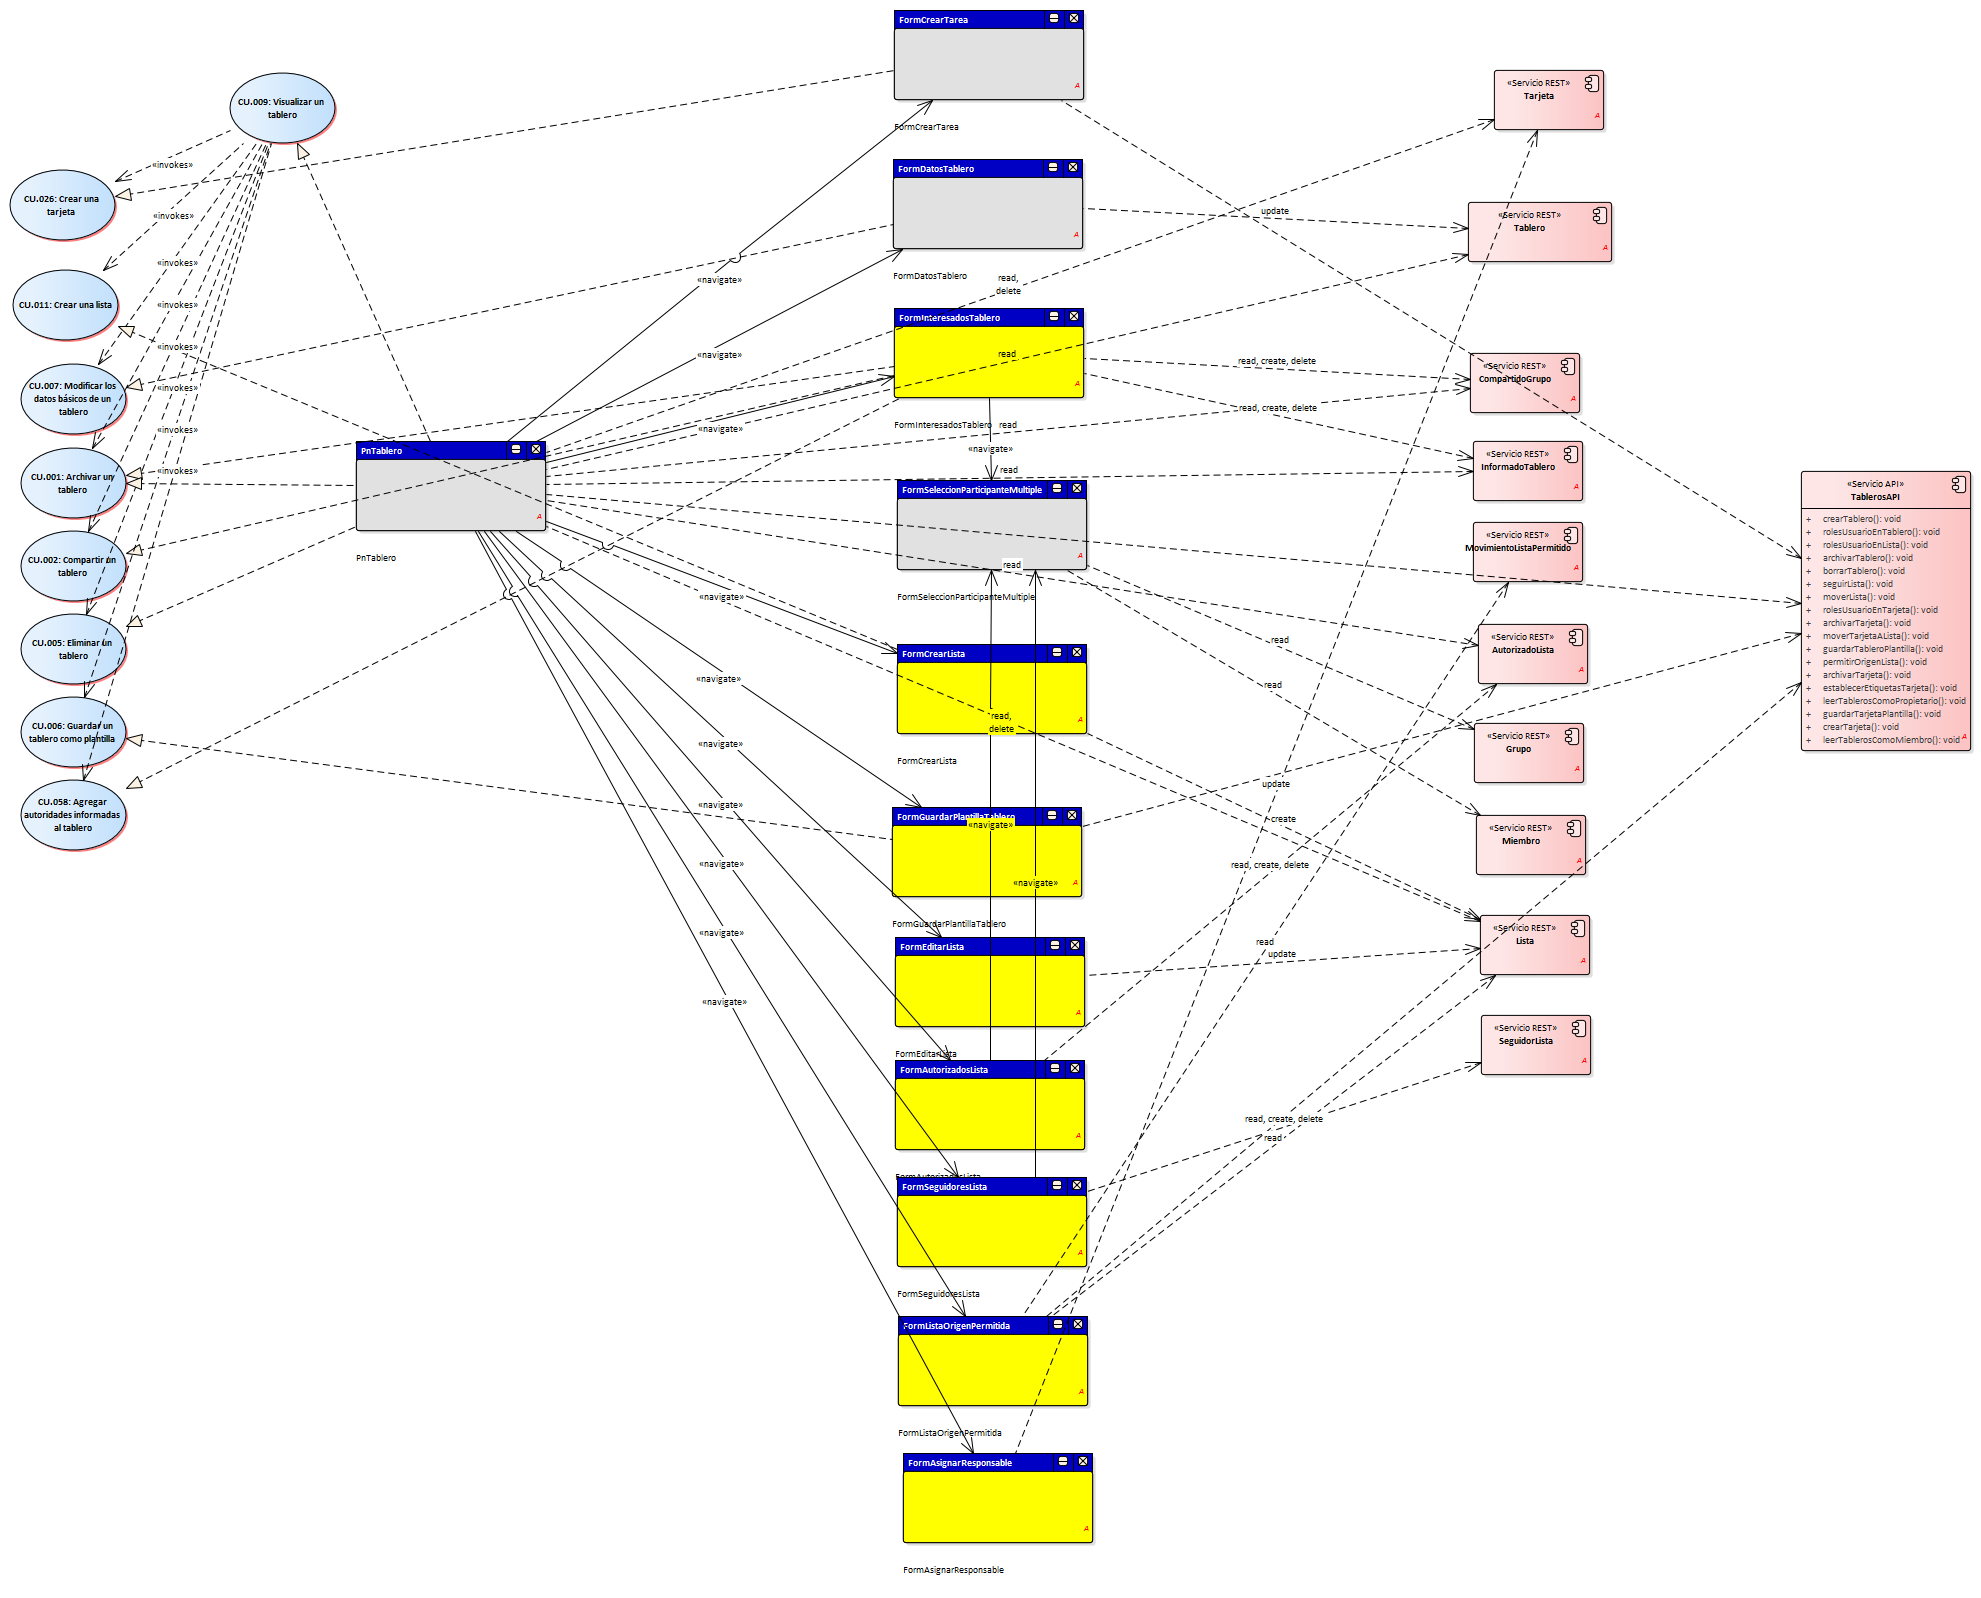 CU.009: Visualizar un
tablero
CU.026: Crear una
tarjeta
CU.011: Crear una lista
CU.007: Modificar los
datos básicos de un
tablero
CU.001: Archivar un
tablero
CU.002: Compartir un
tablero
CU.005: Eliminar un
tablero
CU.006: Guardar un
tablero como plantilla
CU.058: Agregar
autoridades informadas
al tablero
«invokes»
«invokes»
«invokes»
«invokes»
«invokes»
«invokes»
«invokes»
«invokes»
PnTablero
A
PnTablero
«navigate»
«navigate»
«navigate»
«navigate»
«navigate»
«navigate»
«navigate»
«navigate»
«navigate»
«navigate»
FormCrearTarea
A
FormCrearTarea
FormDatosTablero
A
FormDatosTablero
read,
delete
FormInteresadosTablero
read
A
FormInteresadosTablero
read
«navigate»
read
FormSeleccionParticipanteMultiple
A
read
FormSeleccionParticipanteMultiple
FormCrearLista
A
read,
delete
FormCrearLista
FormGuardarPlantillaTablero
«navigate»
A
«navigate»
FormGuardarPlantillaTablero
FormEditarLista
A
FormEditarLista
FormAutorizadosLista
A
FormAutorizadosLista
FormSeguidoresLista
A
FormSeguidoresLista
FormListaOrigenPermitida
A
FormListaOrigenPermitida
FormAsignarResponsable
A
FormAsignarResponsable
update
read, create, delete
read, create, delete
read
read
update
create
read, create, delete
read
update
read, create, delete
read
«Servicio REST»
Tarjeta
A
«Servicio REST»
Tablero
A
«Servicio REST»
CompartidoGrupo
A
«Servicio REST»
InformadoTablero
A
«Servicio REST»
MovimientoListaPermitido
A
«Servicio REST»
AutorizadoLista
A
«Servicio REST»
Grupo
A
«Servicio REST»
Miembro
A
«Servicio REST»
Lista
A
«Servicio REST»
SeguidorLista
A
«Servicio API»
TablerosAPI
+ crearTablero(): void
+ rolesUsuarioEnTablero(): void
+ rolesUsuarioEnLista(): void
+ archivarTablero(): void
+ borrarTablero(): void
+ seguirLista(): void
+ moverLista(): void
+ rolesUsuarioEnTarjeta(): void
+ archivarTarjeta(): void
+ moverTarjetaALista(): void
+ guardarTableroPlantilla(): void
+ permitirOrigenLista(): void
+ archivarTarjeta(): void
+ establecerEtiquetasTarjeta(): void
+ leerTablerosComoPropietario(): void
+ guardarTarjetaPlantilla(): void
+ crearTarjeta(): void
+ leerTablerosComoMiembro(): void
A